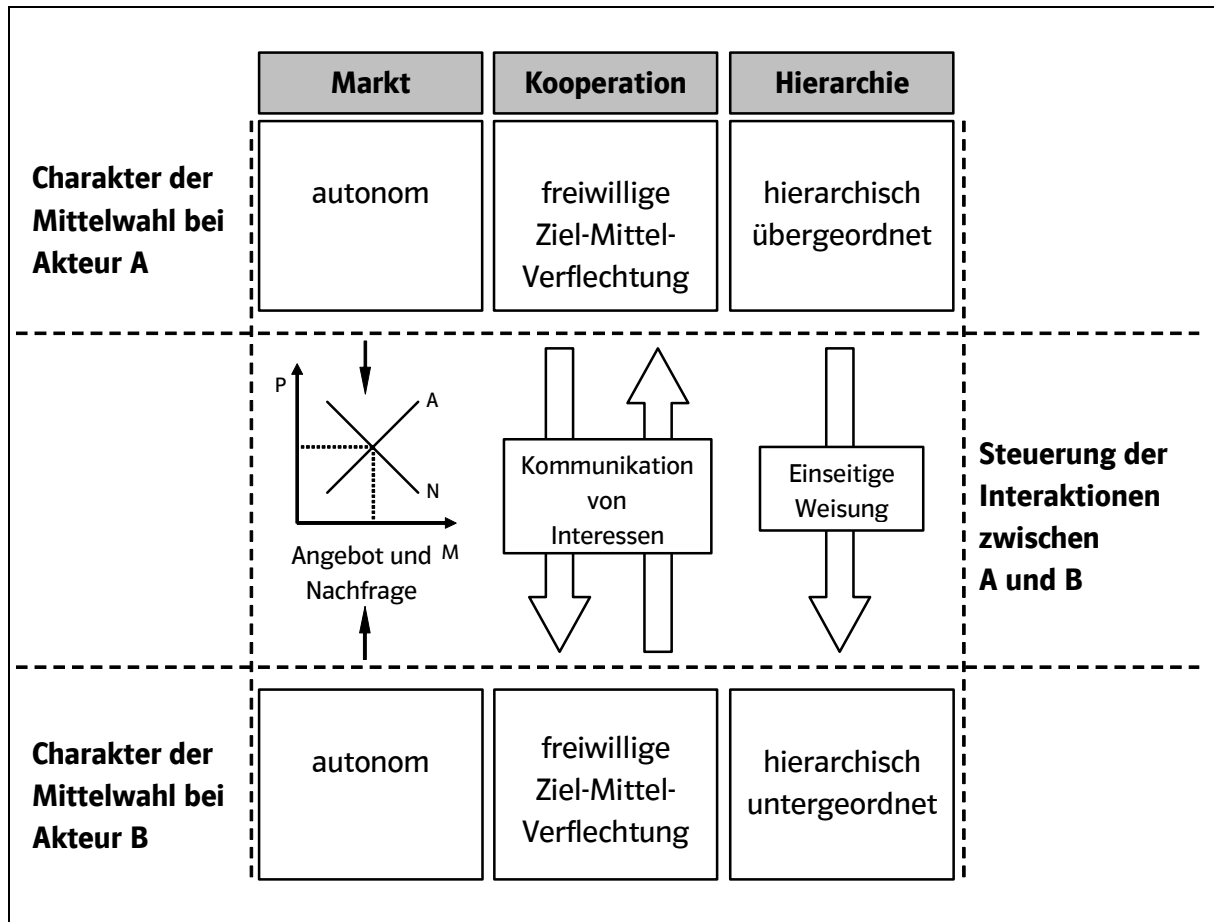 Markt
Kooperation
Hierarchie
Charakter der
Mittelwahl bei
Akteur A
autonom
freiwillige
Ziel-Mittel-
Verflechtung
hierarchisch
übergeordnet
P
A
N
M
Angebot und
Nachfrage
Kommunikation
von
Interessen
Einseitige
Weisung
Steuerung der
Interaktionen
zwischen
A und B
Charakter der
Mittelwahl bei
Akteur B
autonom
freiwillige
Ziel-Mittel-
Verflechtung
hierarchisch
untergeordnet